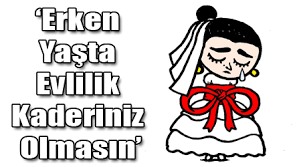 ‘Erken
Yaşta
Evlilik
Kaderiniz
Olmasın’